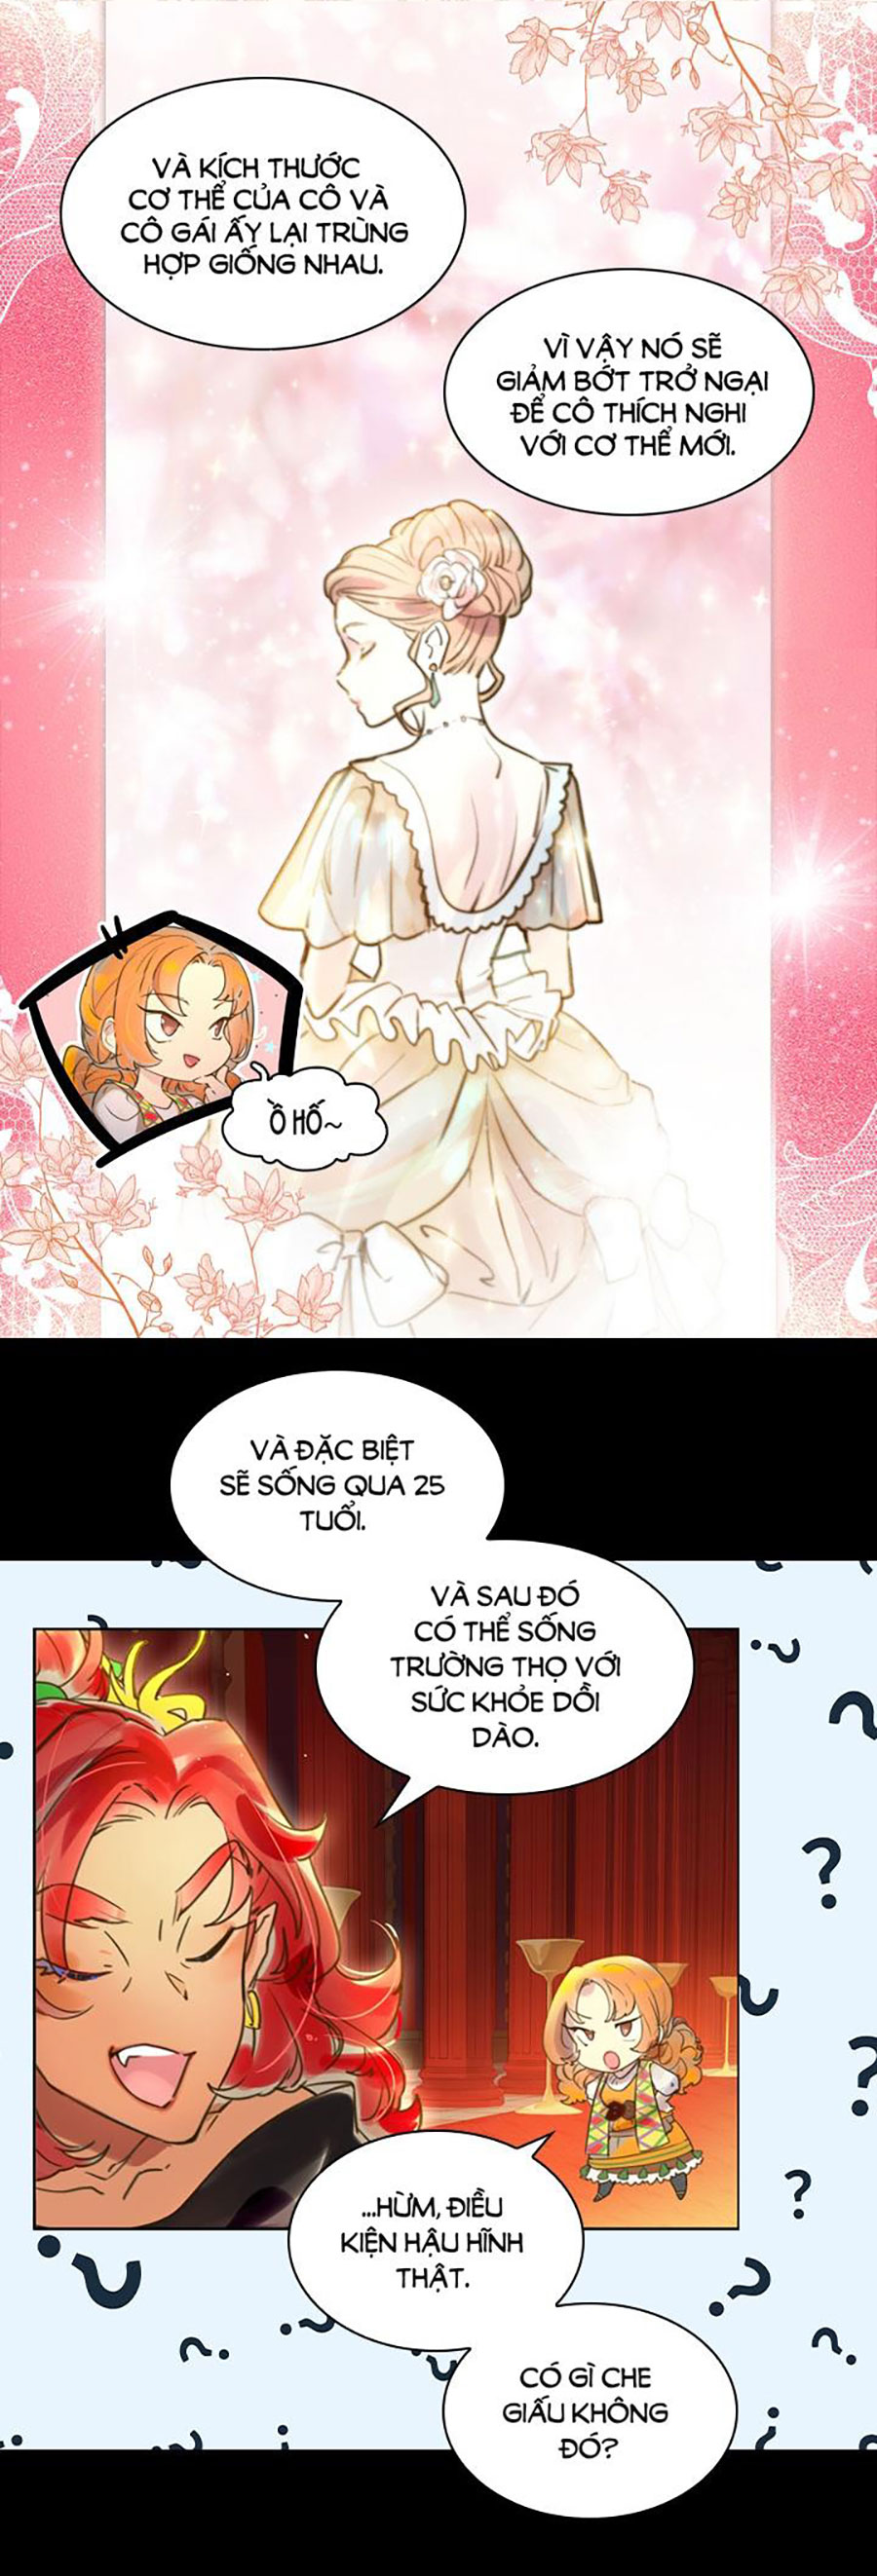 VÀ KÍCH THƯỚC
CƠ THỂ CỦA CÔ VÀ
CÔ GÁI ẤY LẠI TRÙNG
HỢP GIỐNG NHAU.
VÌ VẬY NÓ SẼ
GIẢM BỚT TRỞ NGẠI
ĐỂ CÔ THÍCH NGHI
VỚI CƠ THỂ MỚI.
Ồ HỐ~
VÀ ĐẶC BIỆT
SẼ SỐNG QUA 25
TUỔI.
VÀ SAU ĐÓ
CÓ THỂ SỐNG
TRƯỜNG THỌ VỚI
SỨC KHỎE DỒI
DÀO.
...HỪM, ĐIỀU
KIỆN HẬU HĨNH
THẬT.
CÓ GÌ CHE
GIẤU KHÔNG
ĐÓ?